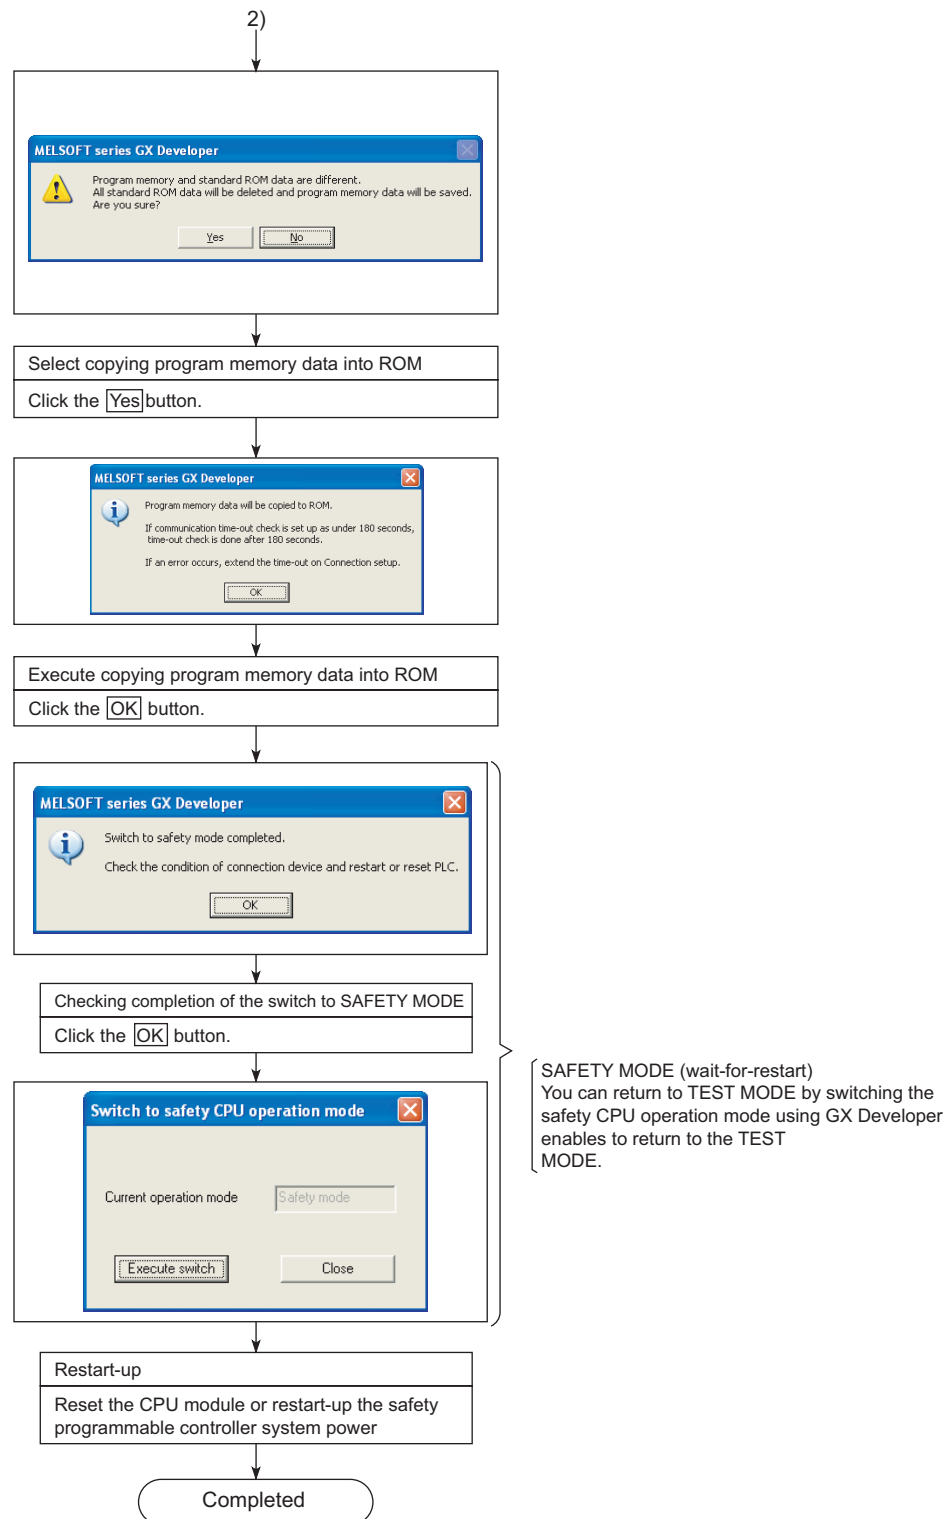 2)
MELSOFT series GX Developer
Program memory and standard ROM data are different.
All standard ROM data will be deleted and program memory data will be saved.
Are you sure?
Yes
No
Select copying program memory data into ROM
Click the Yes button.
MELSOFT series GX Developer
Program memory data will be copied to ROM.
If communication time-out check is set up as under 180 seconds,
time-out check is done after 180 seconds.
If an error occurs, extend the time-out on Connection setup.
OK
Execute copying program memory data into ROM
Click the OK button.
MELSOFT series GX Developer
Switch to safety mode completed.
Check the condition of connection device and restart or reset PLC.
OK
Checking completion of the switch to SAFETY MODE
Click the OK button.
SAFETY MODE (wait-for-restart)
You can return to TEST MODE by switching the
safety CPU operation mode using GX Developer
enables to return to the TEST
MODE.
Switch to safety CPU operation mode
Current operation mode
Safety mode
Execute switch
Close
Restart-up
Reset the CPU module or restart-up the safety
programmable controller system power
Completed